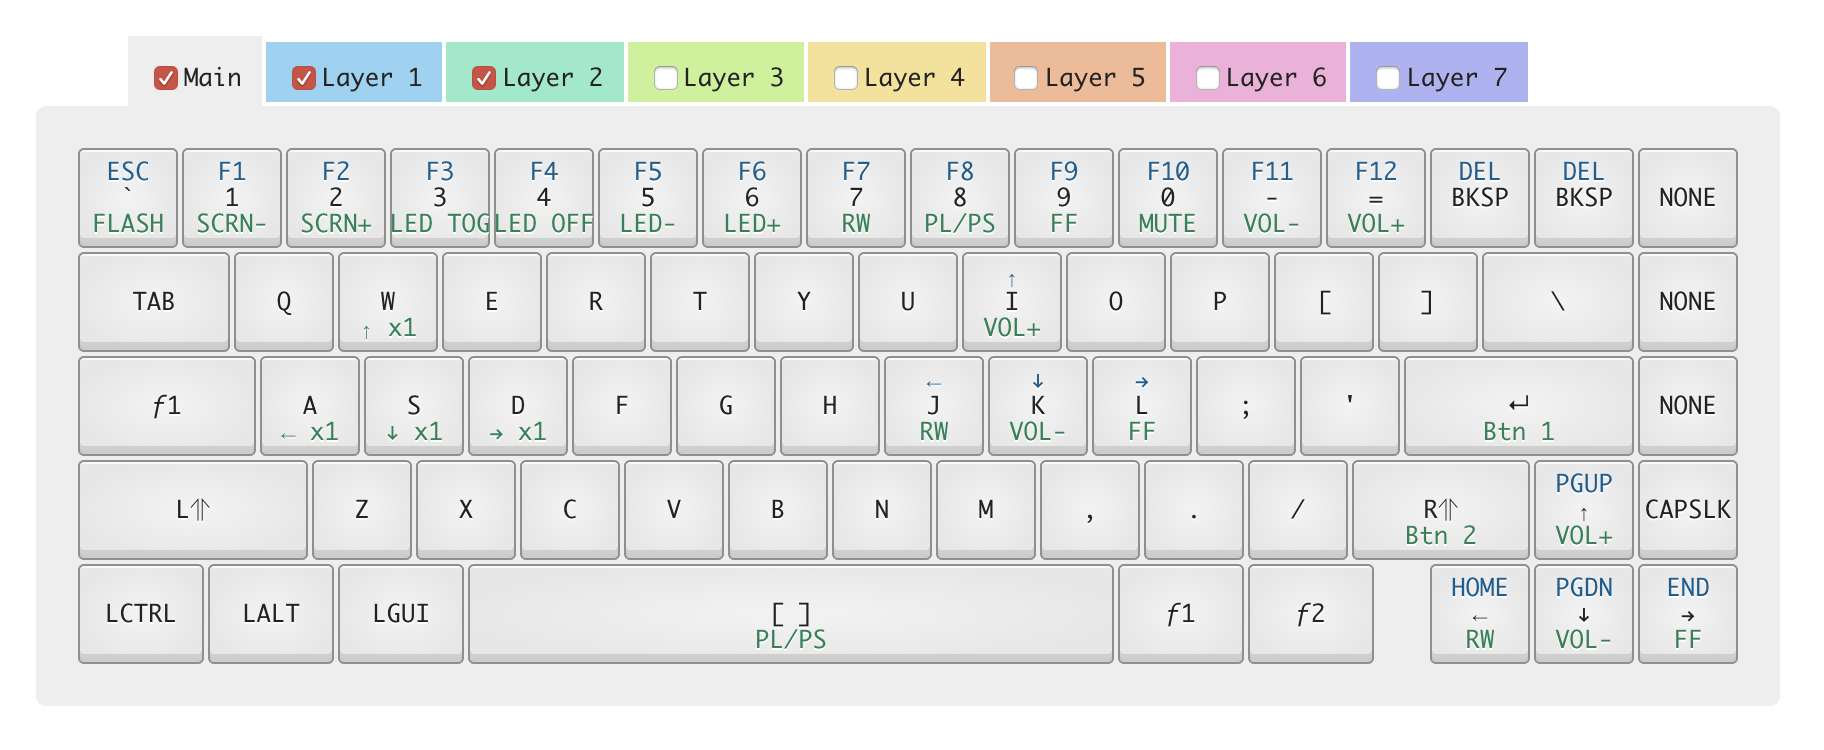 Main Layer 1 Layer 2 Layer 3 Layer 4 Layer 5 Layer 6 Layer 7
ESC F1 F2 F3 F4 F5 F6 F7 F8 F9 F10 F11 F12 DEL DEL
` 1 2 3 4 5 6 7 8 9 0 - = BKSP BKSP NONE
FLASH SCRN- SCRN+ LED TOG LED OFF LED- LED+ RW PL/PS FF MUTE VOL- VOL+
↑
TAB Q W E R T Y U I O P [ ] \ NONE
↑ x1 VOL+
← ↓ →
ƒ1 A S D F G H J K L ; ' ↵ NONE
← x1 ↓ x1 → x1 RW VOL- FF Btn 1
PGUP
L⥣ Z X C V B N M , . / R⥣ ↑ CAPSLK
Btn 2 VOL+
HOME PGDN END
LCTRL LALT LGUI [ ] ƒ1 ƒ2 ← ↓ →
PL/PS RW VOL- FF